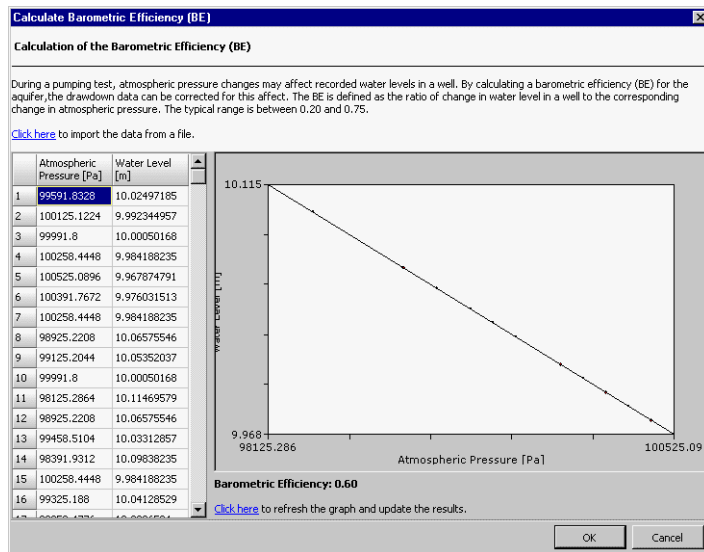 Calculate Barometric Efficiency (BE)
Calculation of the Barometric Efficiency (BE)
During a pumping test, atmospheric pressure changes may affect recorded water levels in a well. By calculating a barometric efficiency (BE) for the
aquifer,the drawdown data can be corrected for this affect. The BE is defined as the ratio of change in water level in a well to the corresponding
change in atmospheric pressure. The typical range is between 0.20 and 0.75.
Click here to import the data from a file.
Atmospheric Pressure [Pa] Water Level [m]
1 99591.8328 10.02497185
2 100125.1224 9.992344957
3 99991.8 10.00050168
4 100258.4448 9.984188235
5 100525.0896 9.967874791
6 100391.7672 9.976031513
7 100258.4448 9.984188235
8 98925.2208 10.06575546
9 99125.2044 10.05352037
10 99991.8 10.00050168
11 98125.2864 10.11469579
12 98925.2208 10.06575546
13 99458.5104 10.03312857
14 98391.9312 10.09838235
15 100258.4448 9.984188235
16 99325.188 10.04128529
10.115
Water Level [m]
9.968
98125.286
100525.09
Atmospheric Pressure [Pa]
Barometric Efficiency: 0.60
Click here to refresh the graph and update the results.
OK
Cancel